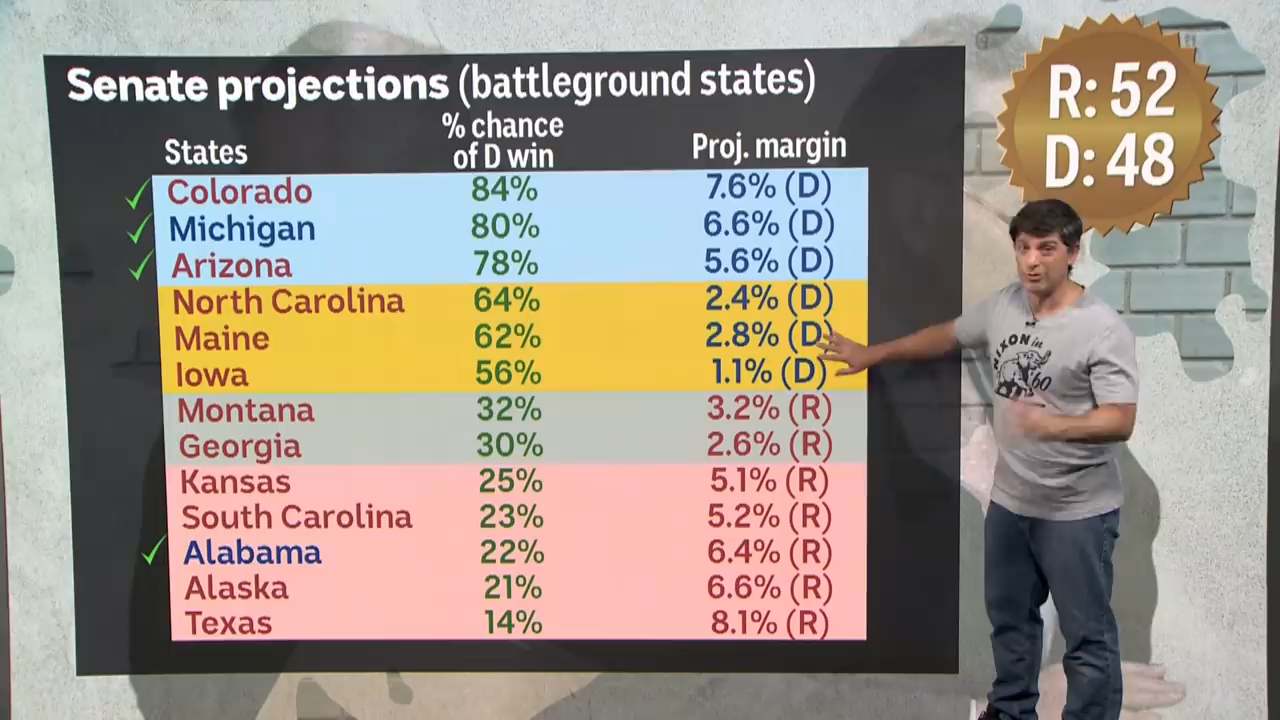 Senate projections (battleground states)
R: 52
D: 48
States % chance of D win Proj. margin
Colorado 84% 7.6% (D)
Michigan 80% 6.6% (D)
Arizona 78% 5.6% (D)
North Carolina 64% 2.4% (D)
Maine 62% 2.8% (D)
Iowa 56% 1.1% (D)
Montana 32% 3.2% (R)
Georgia 30% 2.6% (R)
Kansas 25% 5.1% (R)
South Carolina 23% 5.2% (R)
Alabama 22% 6.4% (R)
Alaska 21% 6.6% (R)
Texas 14% 8.1% (R)
NIXON in
'60